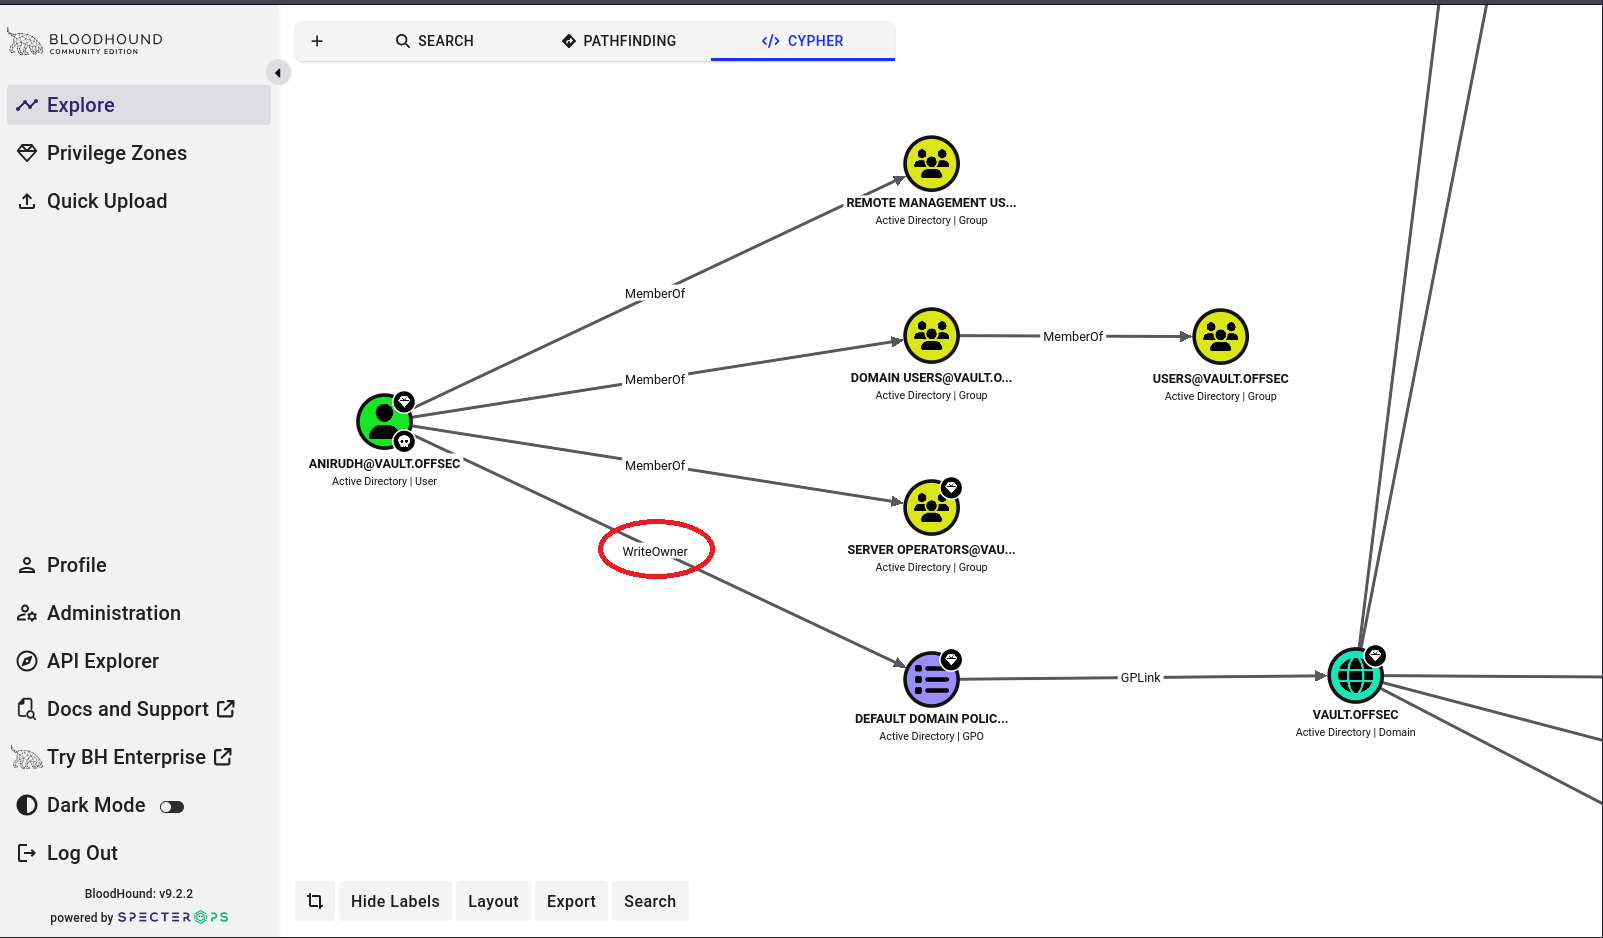 BLOODHOUND
COMMUNITY EDITION
Explore
Privilege Zones
Quick Upload
Profile
Administration
API Explorer
Docs and Support
Try BH Enterprise
Dark Mode
Log Out
BloodHound: v9.2.2
powered by SPECTEROPS
+ SEARCH PATHFINDING </> CYPHER
REMOTE MANAGEMENT US...
Active Directory | Group
MemberOf
MemberOf
DOMAIN USERS@VAULT.O...
Active Directory | Group
MemberOf
USERS@VAULT.OFFSEC
Active Directory | Group
ANIRUDH@VAULT.OFFSEC
Active Directory | User
MemberOf
SERVER OPERATORS@VAU...
Active Directory | Group
WriteOwner
DEFAULT DOMAIN POLIC...
Active Directory | GPO
GPLink
VAULT.OFFSEC
Active Directory | Domain
Hide Labels Layout Export Search